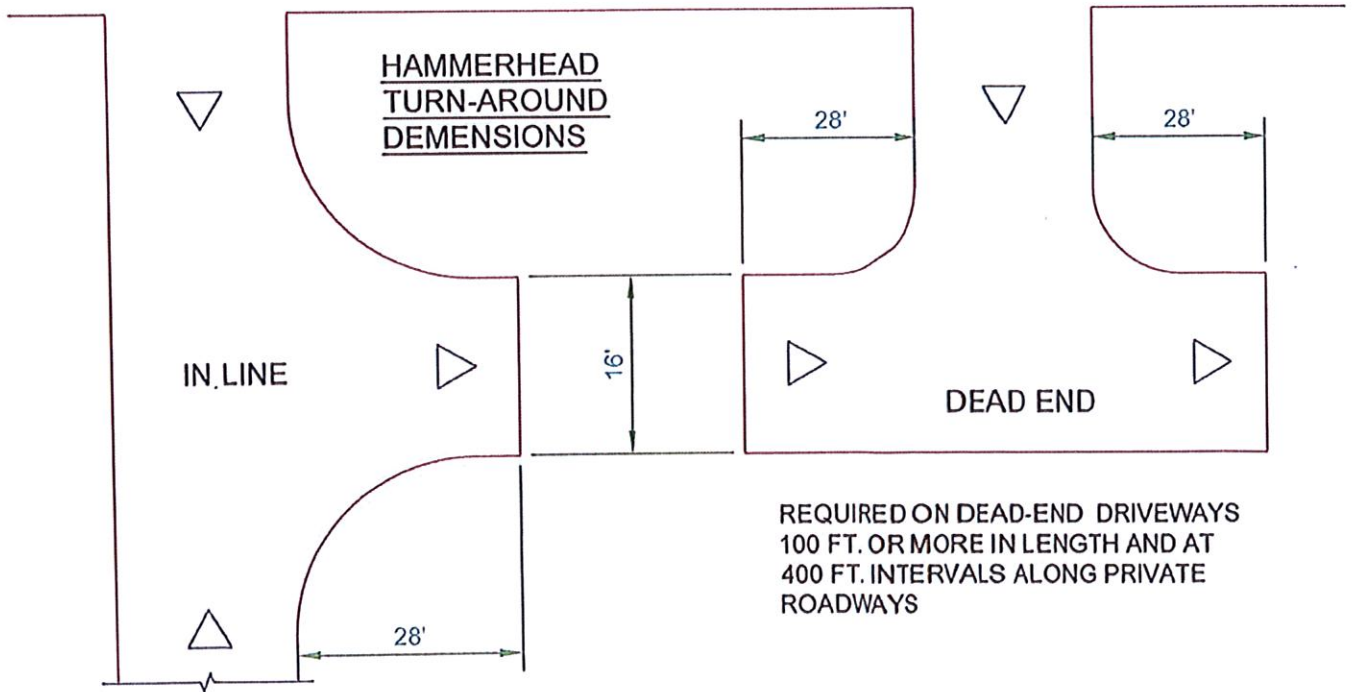 HAMMERHEAD
TURN-AROUND
DEMENSIONS
28'
28'
16'
IN.LINE
DEAD END
REQUIRED ON DEAD-END DRIVEWAYS
100 FT. OR MORE IN LENGTH AND AT
400 FT. INTERVALS ALONG PRIVATE
ROADWAYS
28'